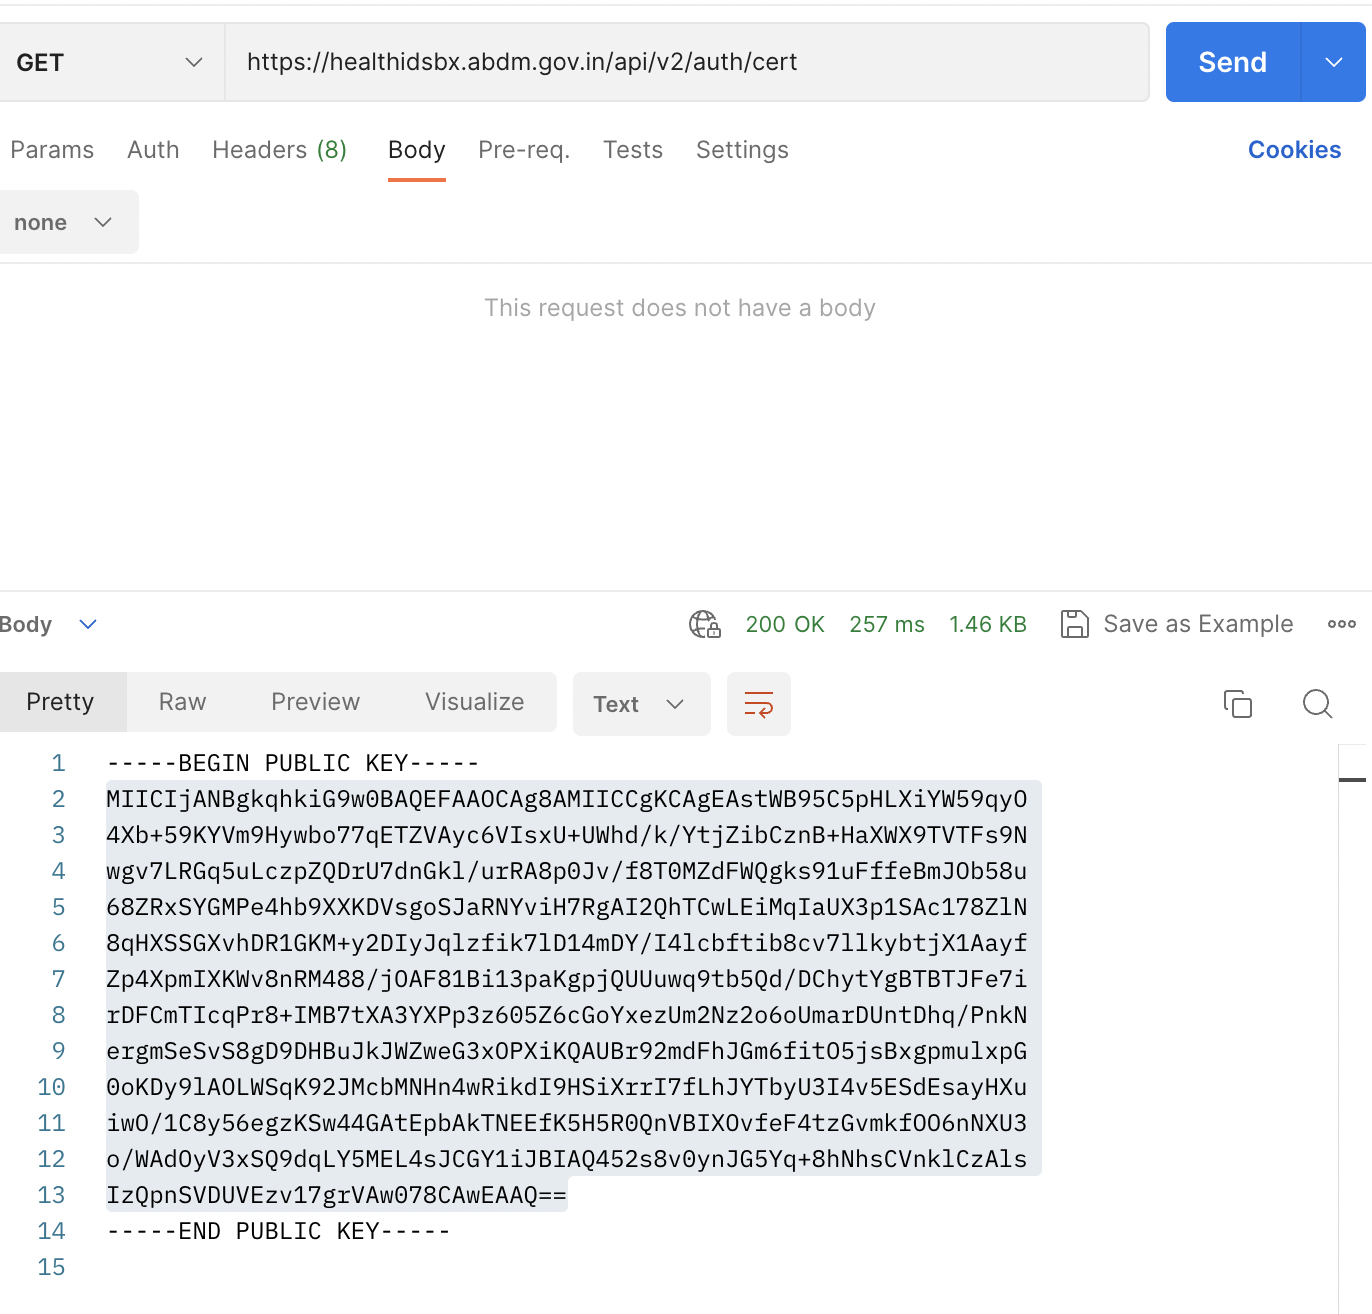 GET
https://healthidsbx.abdm.gov.in/api/v2/auth/cert
Send
Params Auth Headers (8) Body Pre-req. Tests Settings Cookies
none
This request does not have a body
Body 200 OK 257 ms 1.46 KB Save as Example
Pretty Raw Preview Visualize Text
1 -----BEGIN PUBLIC KEY-----
2 MIICIjANBgkqhkiG9w0BAQEFAAOCAg8AMIICCgKCAgEAstWB95C5pHLXiYW59qyO
3 4Xb+59KYVm9Hywbo77qETZVAyc6VIsxU+UWhd/k/YtjZibCznB+HaXWX9TVTFs9N
4 wgv7LRGq5uLczpZQDrU7dnGkl/urRA8p0Jv/f8T0MZdFWQgks91uFffeBmJOb58u
5 68ZRxSYGMPe4hb9XXKDVsgoSJaRNYviH7RgAI2QhTCwLEiMqIaUX3p1SAc178ZlN
6 8qHXSSGXvhDR1GKM+y2DIyJqlzfik7lD14mDY/I4lcbftib8cv7llkybtjX1Aayf
7 Zp4XpmIXKWv8nRM488/jOAF81Bi13paKgpjQUUuwq9tb5Qd/DChytYgBTBTJFe7i
8 rDFCmTIcqPr8+IMB7tXA3YXPp3z605Z6cGoYxezUm2Nz2o6oUmarDUntDhq/PnkN
9 ergmSeSvS8gD9DHBuJkJWZweG3xOPXiKQAUBr92mdFhJGm6fitO5jsBxgpmulxpG
10 0oKDy9lAOLWSqK92JMcbMNHn4wRikdI9HSiXrrI7fLhJYTbyU3I4v5ESdEsayHXu
11 iwO/1C8y56egzKSw44GAtEpbAkTNEEfK5H5R0QnVBIXOvfeF4tzGvmkfOO6nNXU3
12 o/WAdOyV3xSQ9dqLY5MEL4sJCGY1iJBIAQ452s8v0ynJG5Yq+8hNhsCVnklCzAls
13 IzQpnSVDUVEzv17grVAw078CAwEAAQ==
14 -----END PUBLIC KEY-----
15